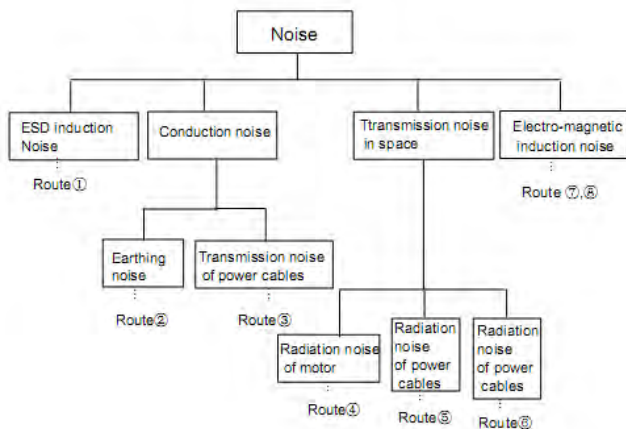 Noise
ESD induction
Noise
Route①
Conduction noise
Ttransmission noise
in space
Electro-magnetic
induction noise
Route ⑦,⑧
Earthing
noise
Route②
Transmission noise
of power cables
Route③
Radiation noise
of motor
Route④
Radiation
noise
of power
cables
Route⑤
Radiation
noise
of power
cables
Route⑥